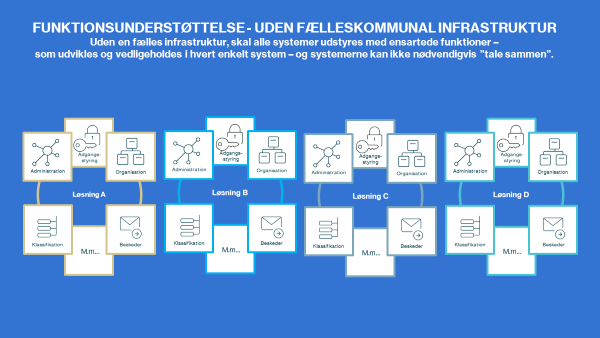 FUNKTIONSUNDERSTØTTELSE - UDEN FÆLLESKOMMUNAL INFRASTRUKTUR
Uden en fælles infrastruktur, skal alle systemer udstyres med ensartede funktioner –
som udvikles og vedligeholdes i hvert enkelt system – og systemerne kan ikke nødvendigvis ”tale sammen”.
Administration
Adgangs-
styring
Organisation
Løsning A
Klassifikation
M.m...
Beskeder
Administration
Adgangs-
styring
Organisation
Løsning B
Klassifikation
M.m...
Beskeder
Administration
Adgangs-
styring
Organisation
Løsning C
Klassifikation
M.m...
Beskeder
Administration
Adgangs-
styring
Organisation
Løsning D
Klassifikation
M.m...
Beskeder